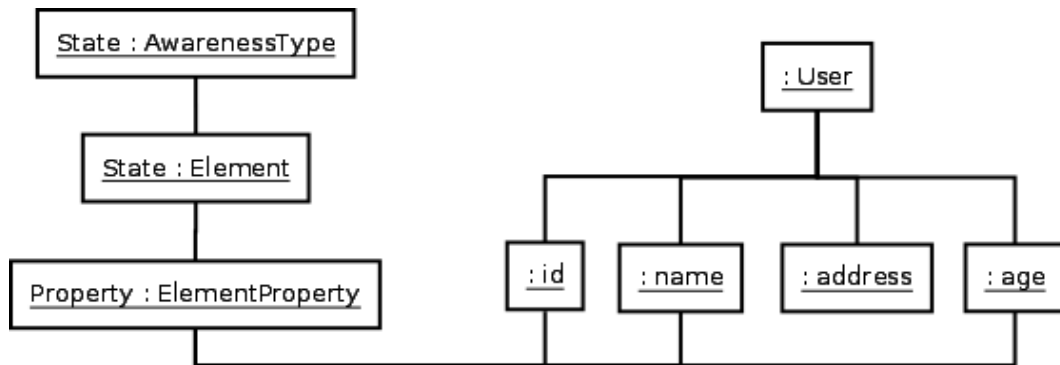 State : AwarenessType
: User
State : Element
Property : ElementProperty
: id
: name
: address
: age